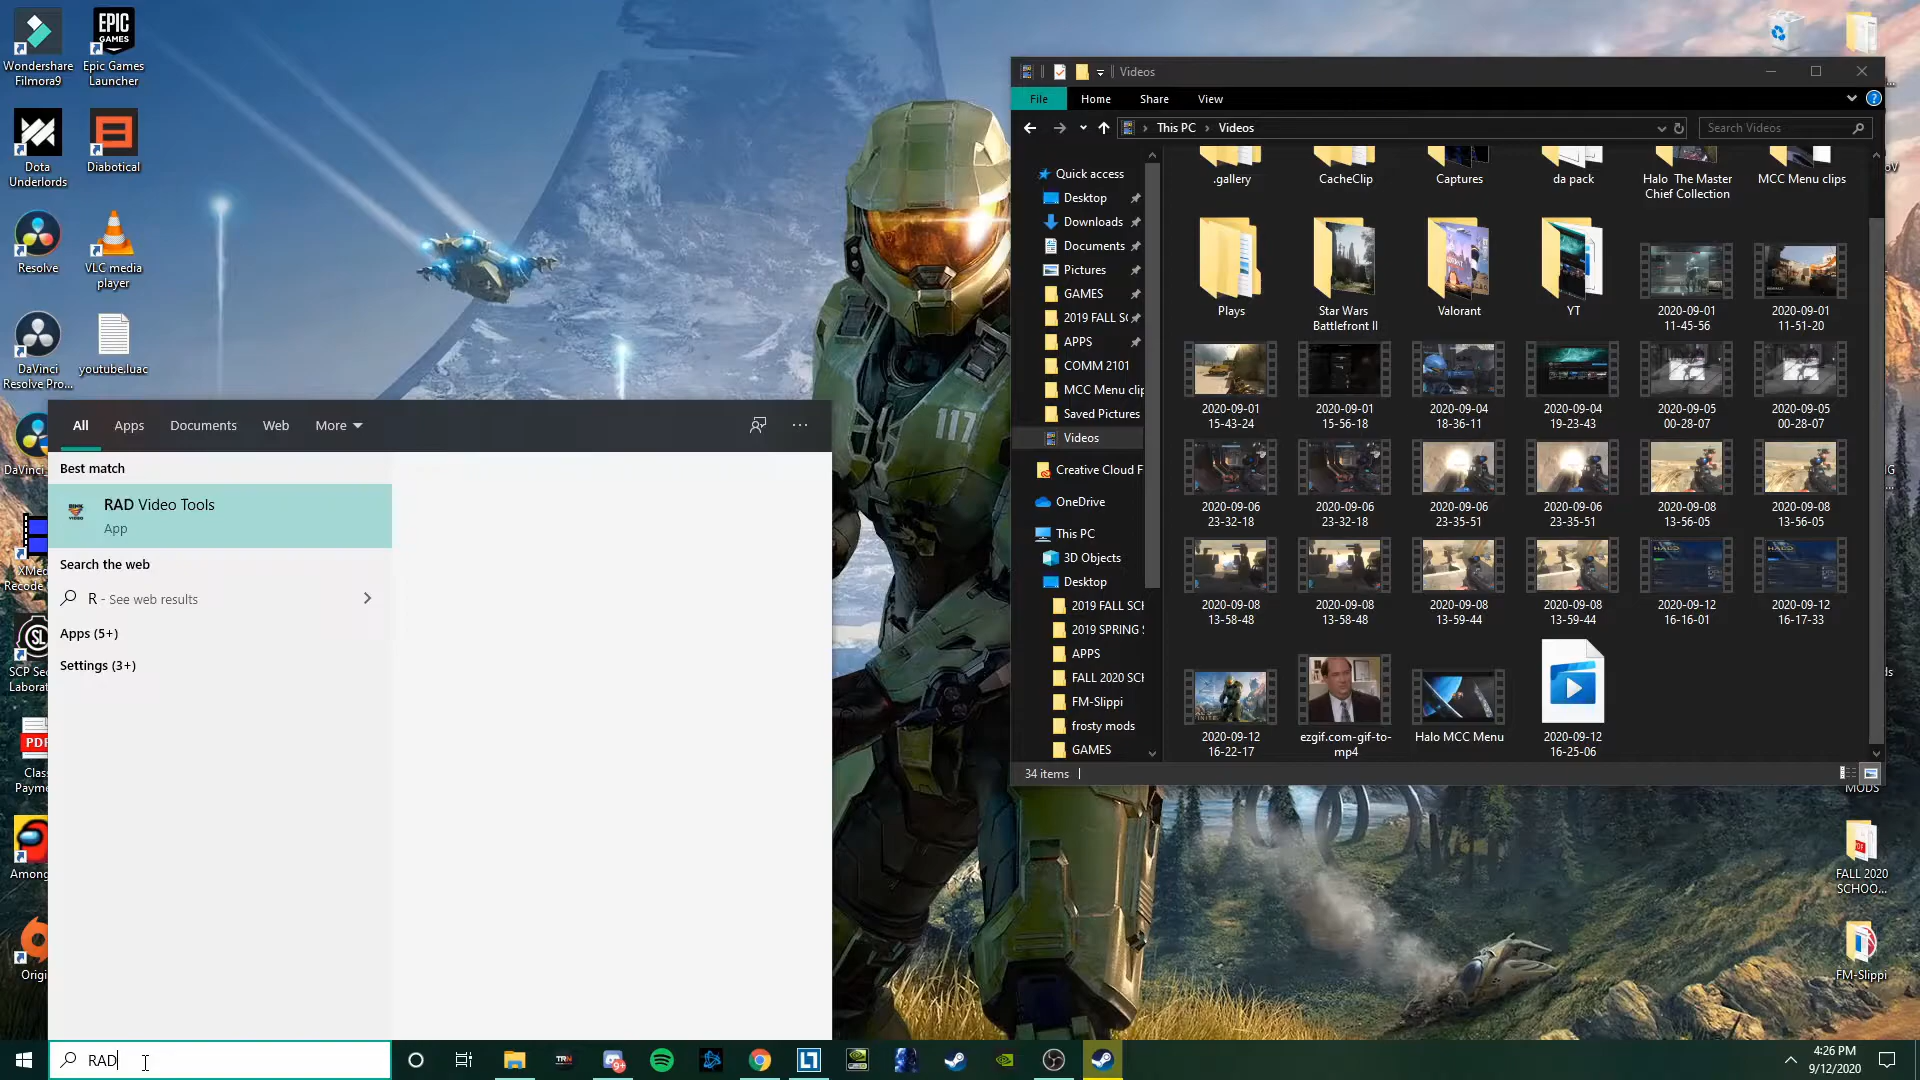 Wondershare
Filmora9
EPIC
GAMES
Epic Games
Launcher
Dota
Underlords
Diabotical
Resolve
VLC media
player
DaVinci
Resolve Pro...
youtube.luac
DaVinci
XMe
Recode
SCP Sec
Labora
PDF
Clas
Payme
Among
Origi
117
All
Apps
Documents
Web
More
Best match
RAD Video Tools
App
Search the web
R - See web results
Apps (5+)
Settings (3+)
RAD
Videos
File
Home
Share
View
This PC
Videos
Search Videos
Quick access
Desktop
Downloads
Documents
Pictures
GAMES
2019 FALL SC
APPS
COMM 2101
MCC Menu clip
Saved Pictures
Videos
Creative Cloud F
OneDrive
This PC
3D Objects
Desktop
2019 FALL SCH
2019 SPRING S
APPS
FALL 2020 SCH
FM-Slippi
frosty mods
GAMES
.gallery
CacheClip
Captures
da pack
Halo The Master
Chief Collection
MCC Menu clips
Plays
Star Wars
Battlefront II
Valorant
YT
2020-09-01
11-45-56
2020-09-01
11-51-20
2020-09-01
15-43-24
2020-09-01
15-56-18
2020-09-04
18-36-11
2020-09-04
19-23-43
2020-09-05
00-28-07
2020-09-05
00-28-07
2020-09-06
23-32-18
2020-09-06
23-32-18
2020-09-06
23-35-51
2020-09-06
23-35-51
2020-09-08
13-56-05
2020-09-08
13-56-05
2020-09-08
13-58-48
2020-09-08
13-58-48
2020-09-08
13-59-44
2020-09-08
13-59-44
2020-09-12
16-16-01
2020-09-12
16-17-33
2020-09-12
16-22-17
ezgif.com-gif-to-
mp4
Halo MCC Menu
2020-09-12
16-25-06
34 items
MODS
FALL 2020
SCHOO...
FM-Slippi
TRN
9+
4:26 PM
9/12/2020